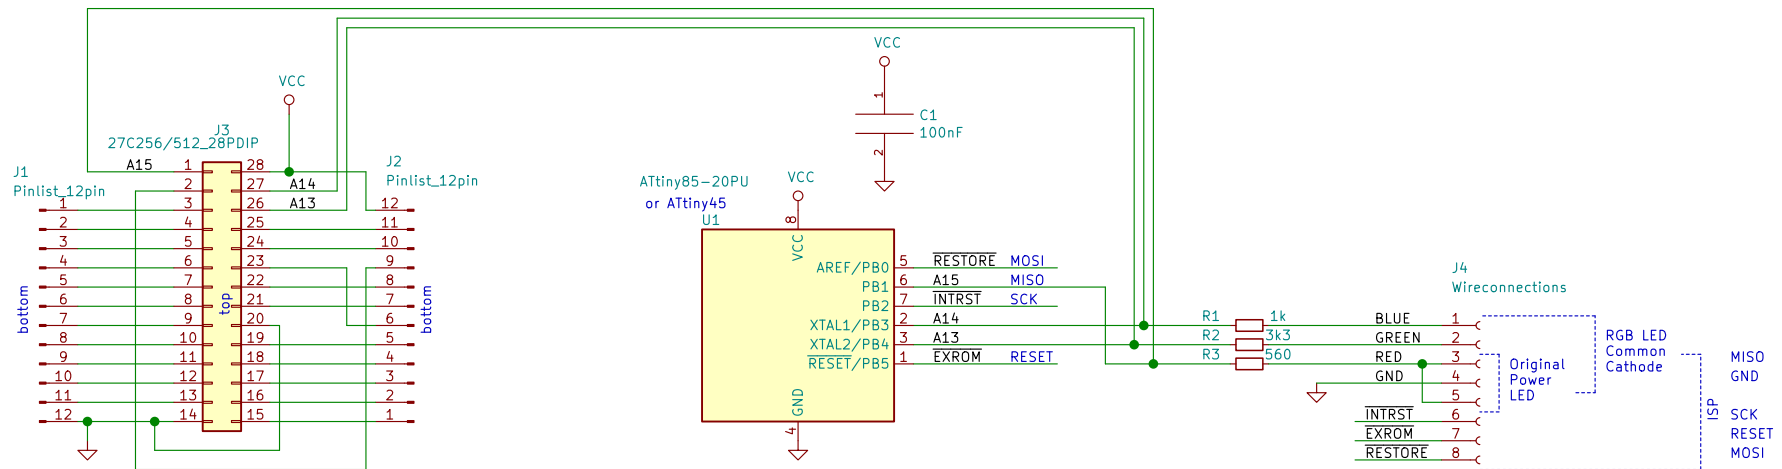 VCC
C1
100nF
1
2
VCC
J3
27C256/512_28PDIP
J1
Pinlist_12pin
J2
Pinlist_12pin
A15
A14
A13
1 28
2 27
3 26
4 25
5 24
6 23
7 22
8 21
9 20
10 19
11 18
12 17
13 16
14 15
top
1
2
3
4
5
6
7
8
9
10
11
12
bottom
12
11
10
9
8
7
6
5
4
3
2
1
bottom
ATtiny85-20PU
or ATtiny45
U1
VCC
8
VCC
AREF/PB0 5 RESTORE MOSI
PB1 6 A15 MISO
PB2 7 INTRST SCK
XTAL1/PB3 2 A14
XTAL2/PB4 3 A13
RESET/PB5 1 EXROM RESET
GND
4
R1 1k
R2 3k3
R3 560
J4
Wireconnections
BLUE 1
GREEN 2
RED 3
GND 4
5
INTRST 6
EXROM 7
RESTORE 8
Original
Power
LED
RGB LED
Common
Cathode
ISP
MISO
GND
SCK
RESET
MOSI